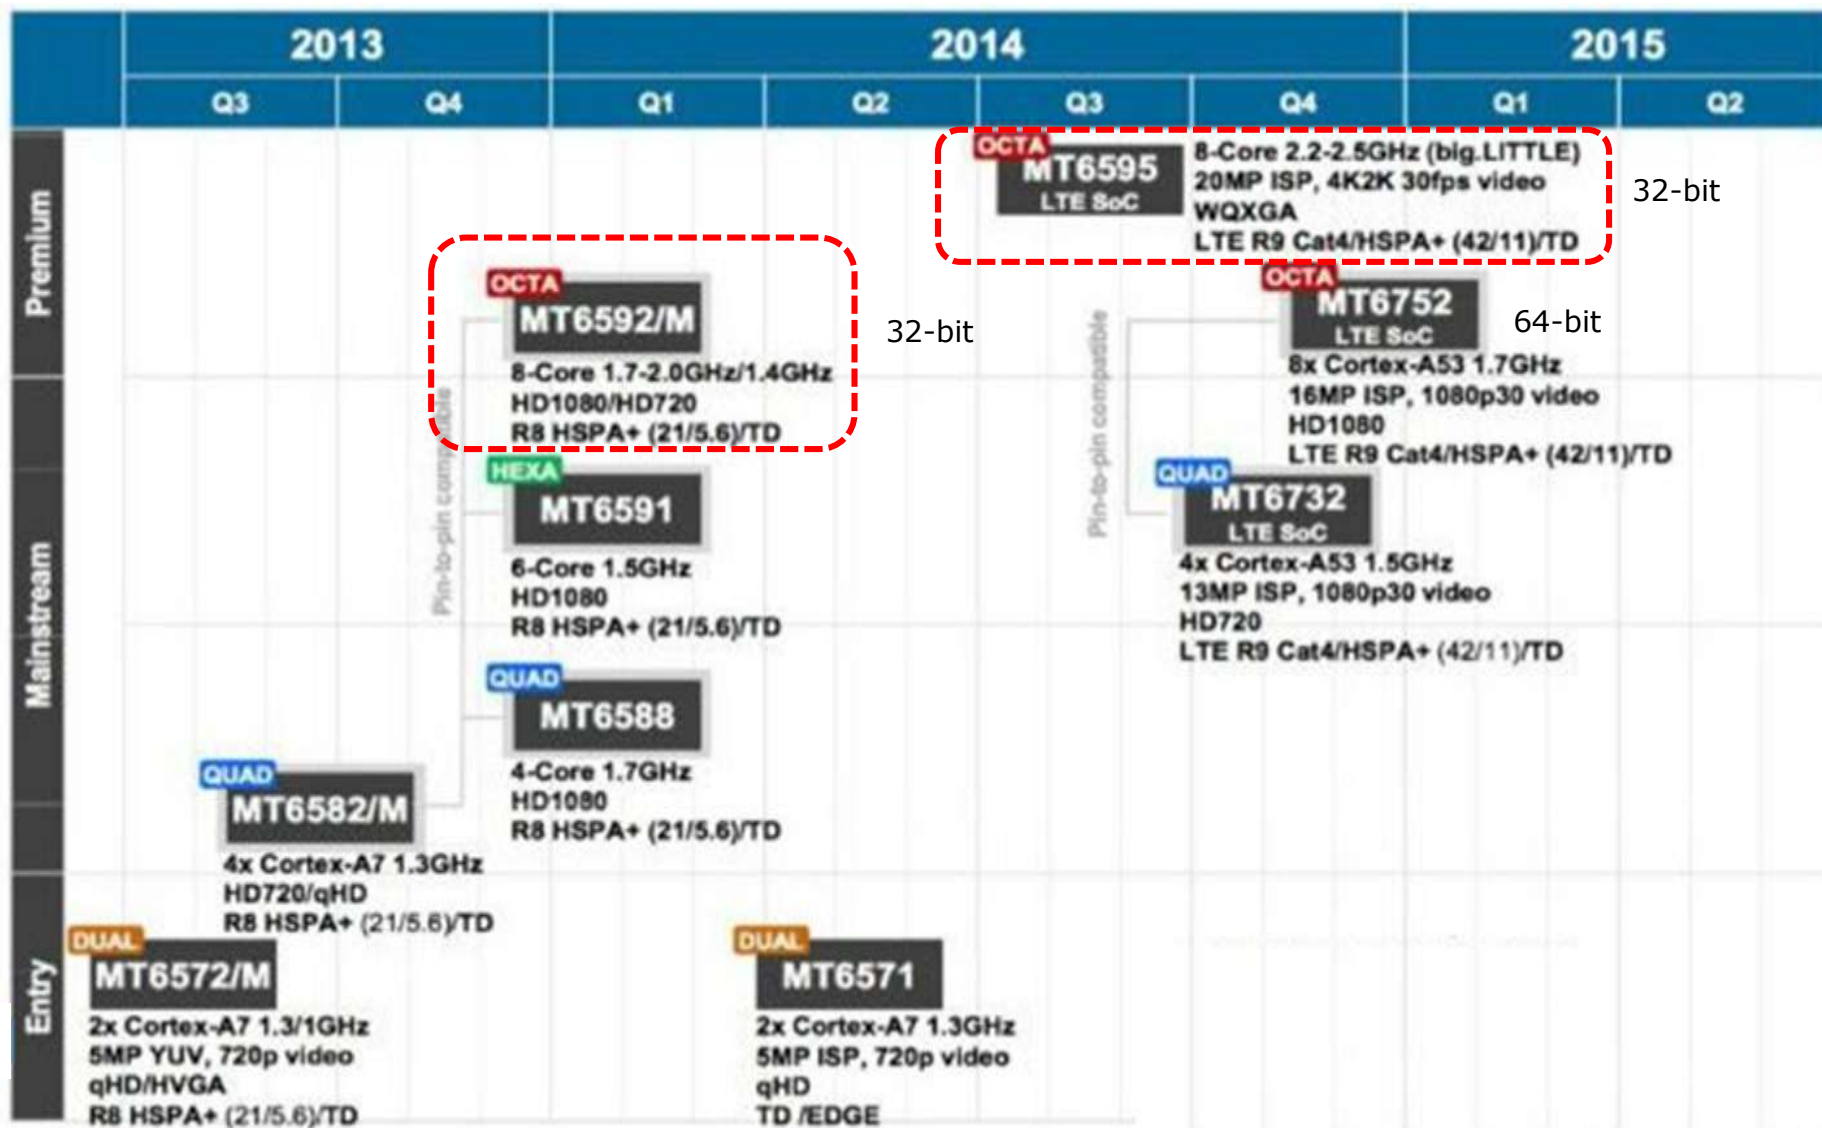 2013
2014
2015
Q3
Q4
Q1
Q2
Q3
Q4
Q1
Q2
Premium
Mainstream
Entry
OCTA
MT6595
LTE SoC
8-Core 2.2-2.5GHz (big.LITTLE)
20MP ISP, 4K2K 30fps video
WQXGA
LTE R9 Cat4/HSPA+ (42/11)/TD
32-bit
OCTA
MT6592/M
8-Core 1.7-2.0GHz/1.4GHz
HD1080/HD720
R8 HSPA+ (21/5.6)/TD
32-bit
OCTA
MT6752
LTE SoC
64-bit
8x Cortex-A53 1.7GHz
16MP ISP, 1080p30 video
HD1080
LTE R9 Cat4/HSPA+ (42/11)/TD
Pin-to-pin compatible
Pin-to-pin compatible
HEXA
MT6591
6-Core 1.5GHz
HD1080
R8 HSPA+ (21/5.6)/TD
QUAD
MT6732
LTE SoC
4x Cortex-A53 1.5GHz
13MP ISP, 1080p30 video
HD720
LTE R9 Cat4/HSPA+ (42/11)/TD
QUAD
MT6588
4-Core 1.7GHz
HD1080
R8 HSPA+ (21/5.6)/TD
QUAD
MT6582/M
4x Cortex-A7 1.3GHz
HD720/qHD
R8 HSPA+ (21/5.6)/TD
DUAL
MT6572/M
2x Cortex-A7 1.3/1GHz
5MP YUV, 720p video
qHD/HVGA
R8 HSPA+ (21/5.6)/TD
DUAL
MT6571
2x Cortex-A7 1.3GHz
5MP ISP, 720p video
qHD
TD /EDGE